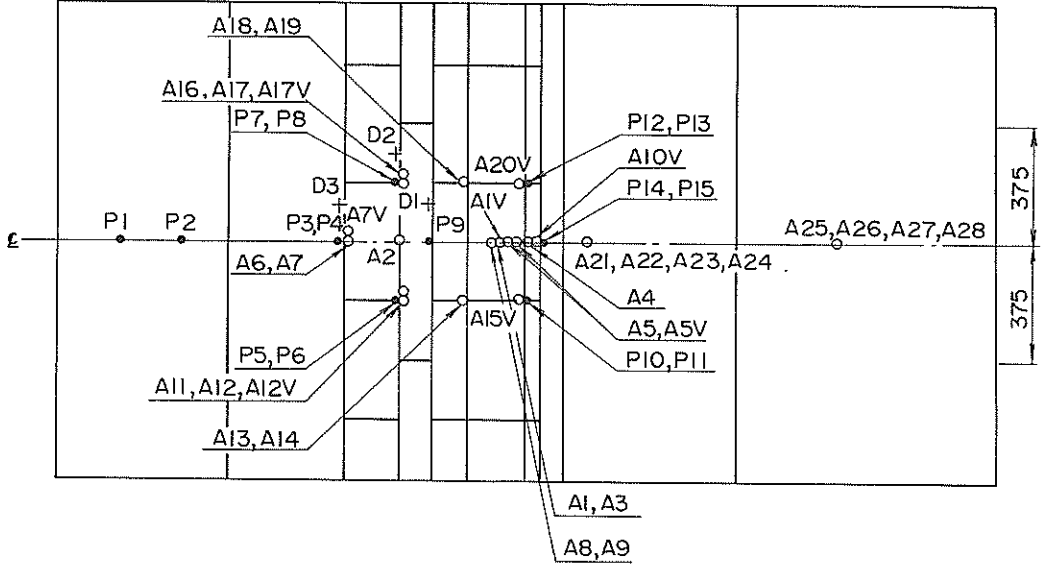 A18, A19
A16, A17, A17V
P7, P8
D2
P12, P13
A20V
A10V
D3
D1
A1V
P14, P15
P1
P2
P3, P4
A7V
P9
375
A25, A26, A27, A28
℄
A6, A7
A2
A21, A22, A23, A24
A4
A15V
A5, A5V
P5, P6
P10, P11
375
A11, A12, A12V
A13, A14
A1, A3
A8, A9